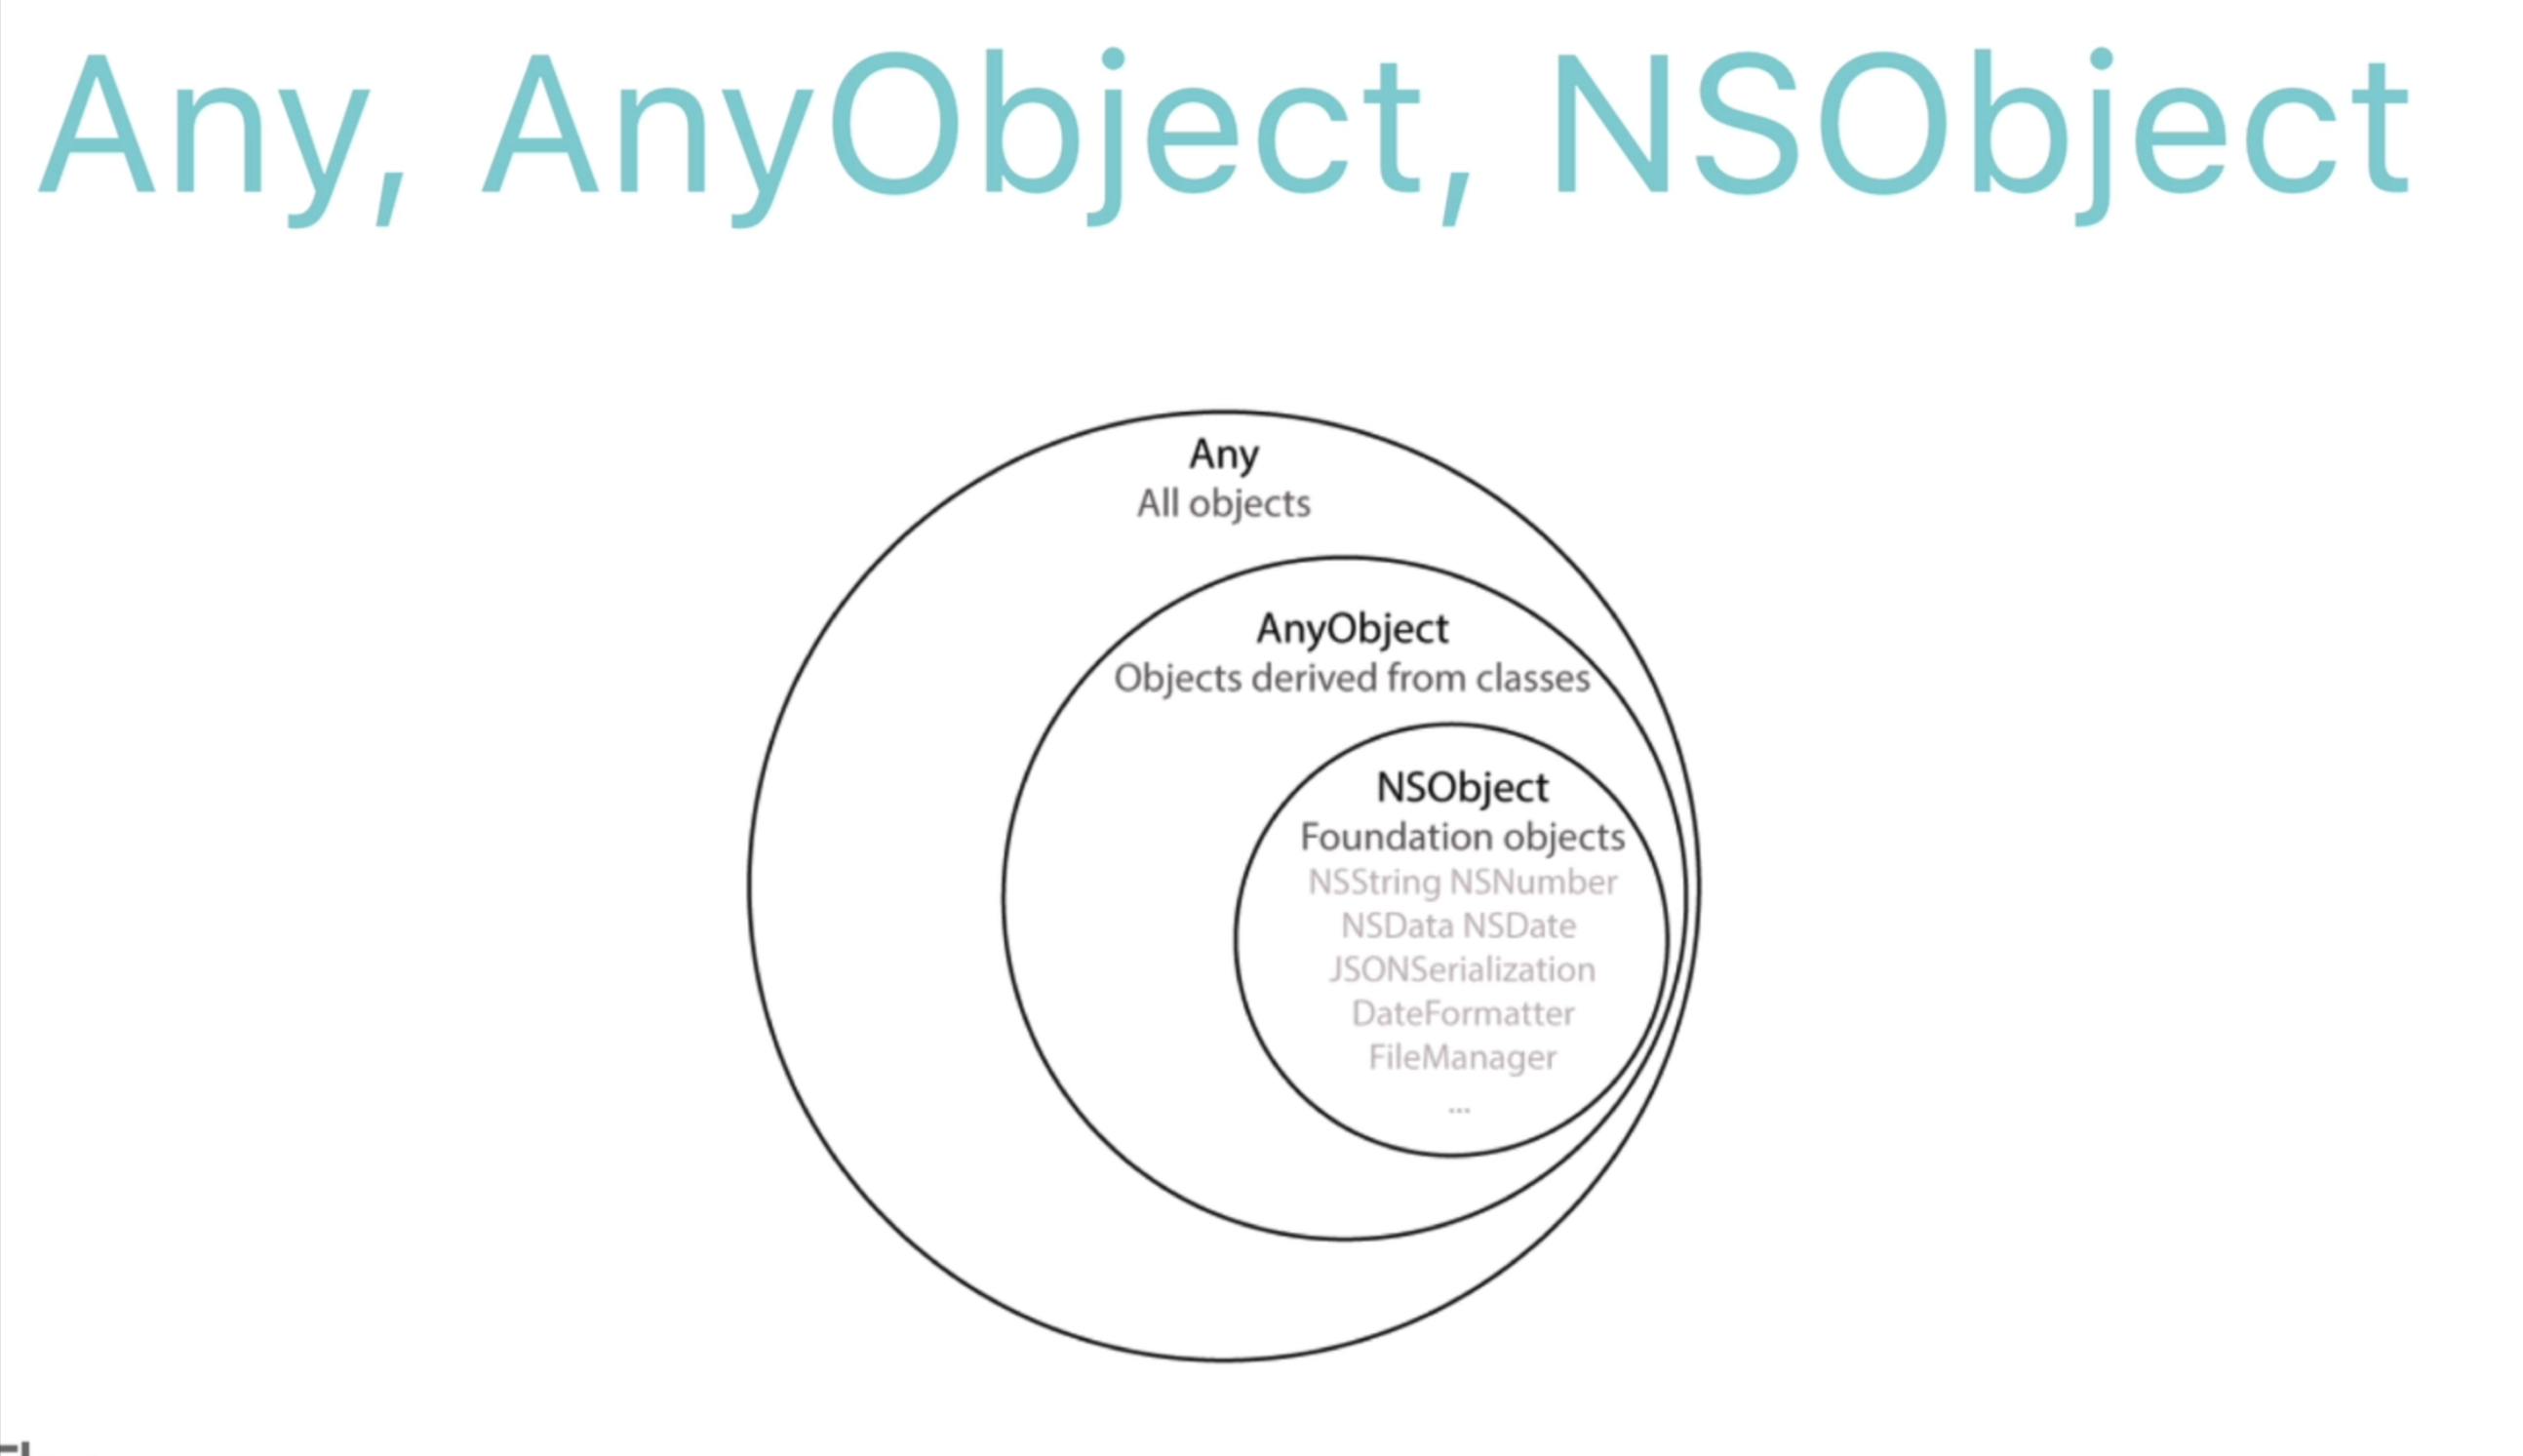 Any, AnyObject, NSObject
Any
All objects
AnyObject
Objects derived from classes
NSObject
Foundation objects
NSString NSNumber
NSData NSDate
JSONSerialization
DateFormatter
FileManager
...